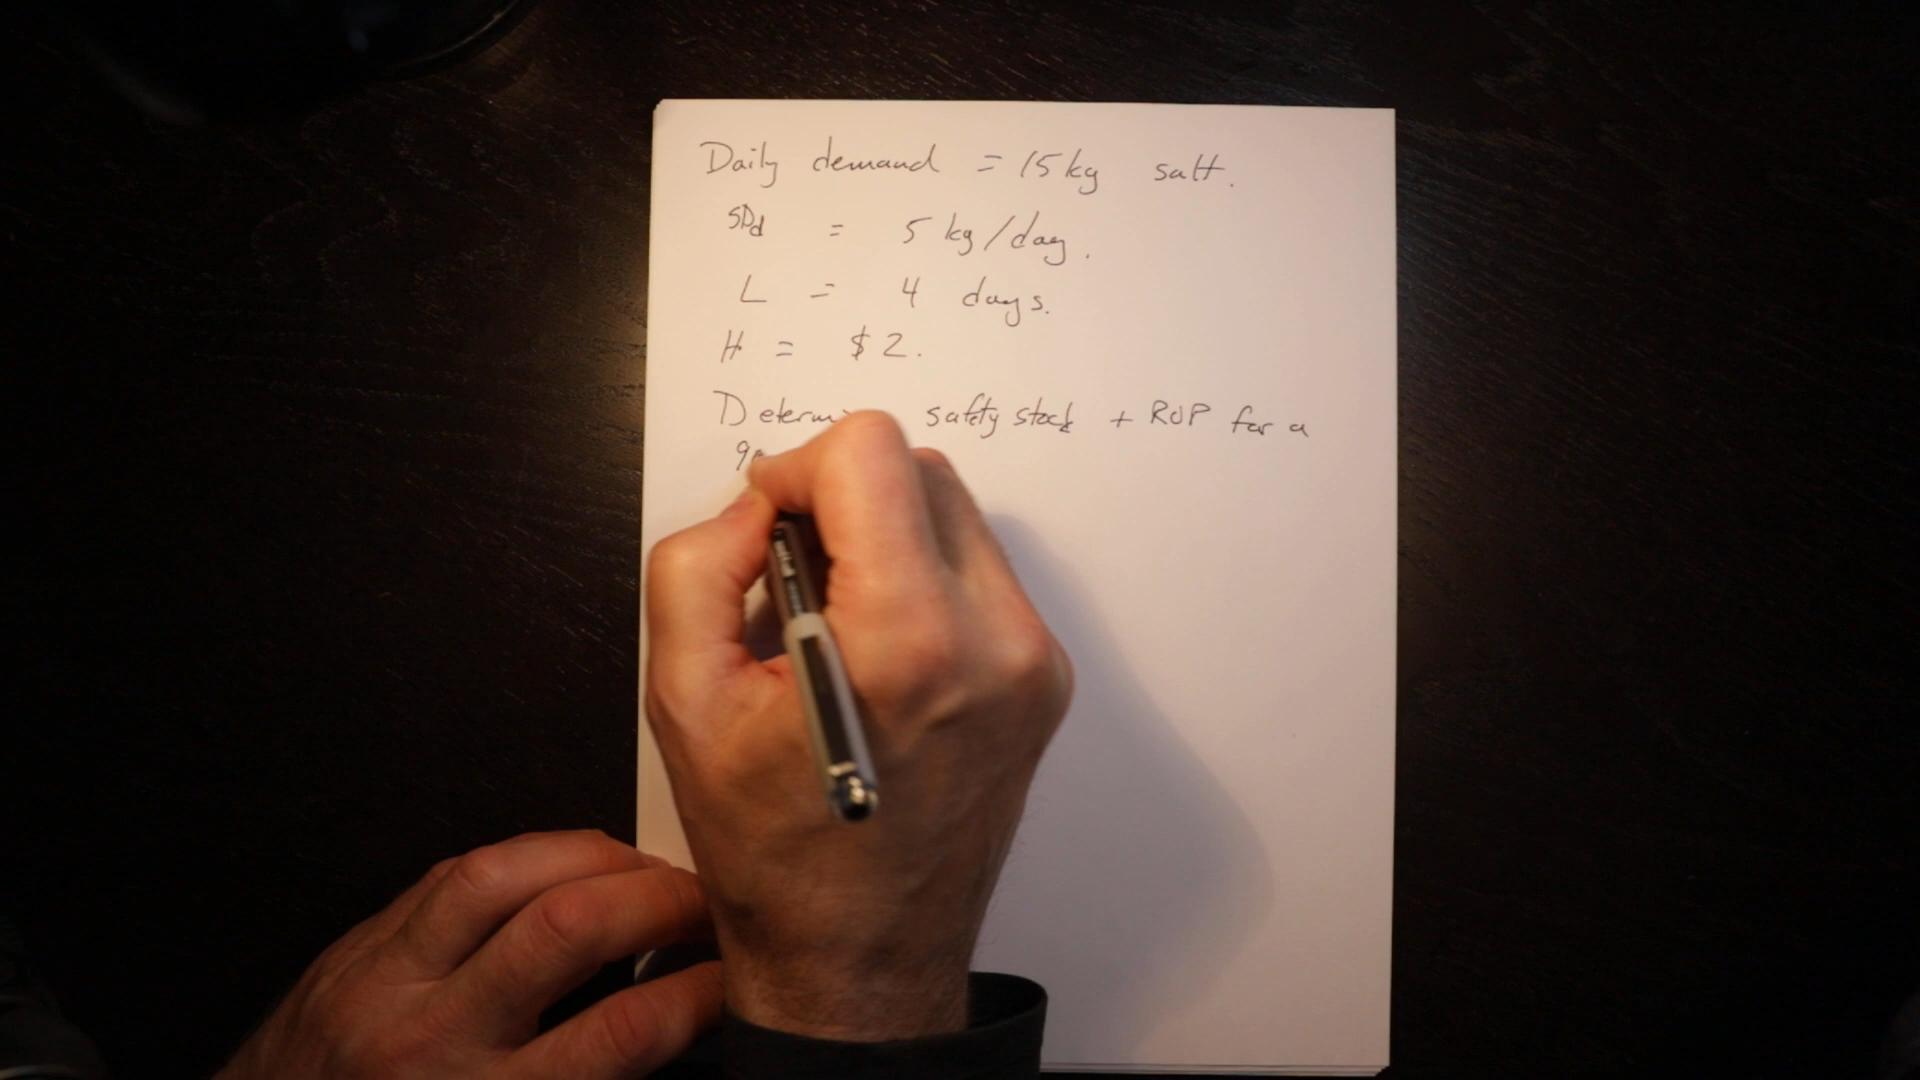 Daily demand = 15 kg salt.
SDd = 5 kg/day.
L = 4 days.
H = $2.
safety stock + ROP for a